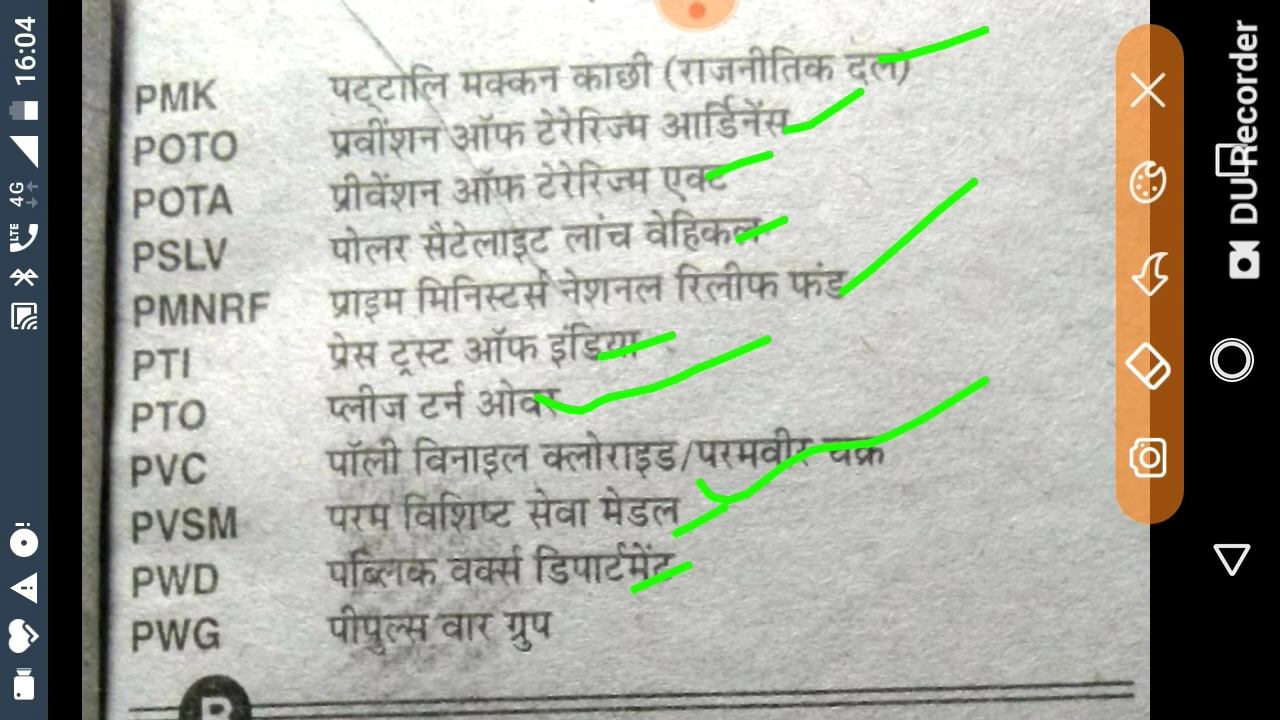 PMK पट्टालि मक्कन काछी (राजनीतिक दल)
POTO प्रवींशन ऑफ टेरेरिज्म आर्डिनेंस
POTA प्रीवेंशन ऑफ टेरेरिज्म एक्ट
PSLV पोलर सैटेलाइट लांच वेहिकल
PMNRF प्राइम मिनिस्टर्स नेशनल रिलीफ फंड
PTI प्रेस ट्रस्ट ऑफ इंडिया
PTO प्लीज टर्न ओवर
PVC पॉली विनाइल क्लोराइड/परमवीर चक्र
PVSM परम विशिष्ट सेवा मेडल
PWD पब्लिक वर्क्स डिपार्टमेंट
PWG पीपुल्स वार ग्रुप
R
16:04
4G
LTE
DU Recorder